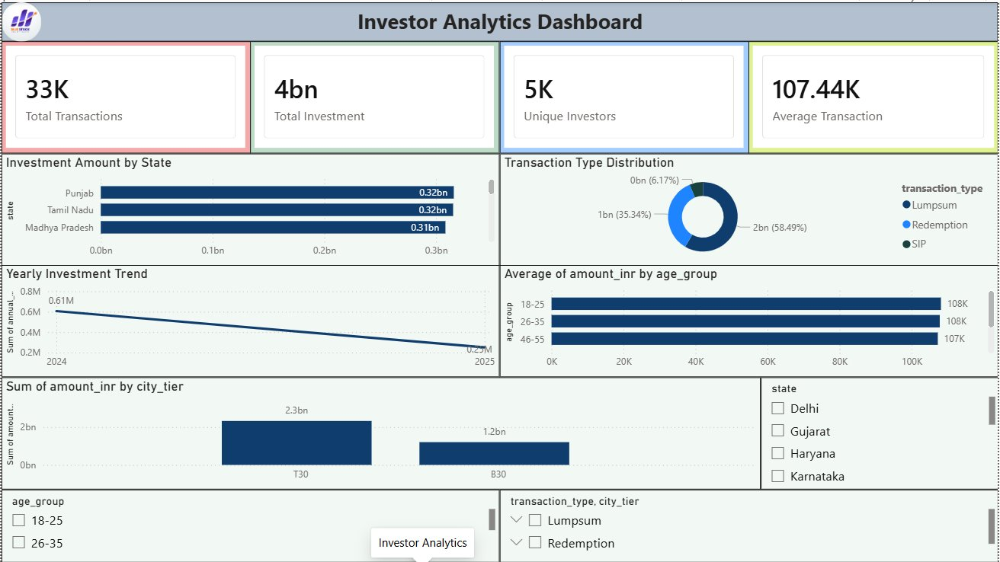 Investor Analytics Dashboard
33K
Total Transactions
4bn
Total Investment
5K
Unique Investors
107.44K
Average Transaction
Investment Amount by State
state
Punjab
0.32bn
Tamil Nadu
0.32bn
Madhya Pradesh
0.31bn
0.0bn 0.1bn 0.2bn 0.3bn
Transaction Type Distribution
0bn (6.17%)
1bn (35.34%)
2bn (58.49%)
transaction_type
Lumpsum
Redemption
SIP
Yearly Investment Trend
Sum of annual_...
0.8M
0.6M
0.4M
0.2M
0.61M
0.25M
2024 2025
Average of amount_inr by age_group
age_group
18-25 108K
26-35 108K
46-55 107K
0K 20K 40K 60K 80K 100K
Sum of amount_inr by city_tier
Sum of amount...
2bn
0bn
2.3bn
1.2bn
T30 B30
state
Delhi
Gujarat
Haryana
Karnataka
age_group
18-25
26-35
Investor Analytics
transaction_type, city_tier
Lumpsum
Redemption